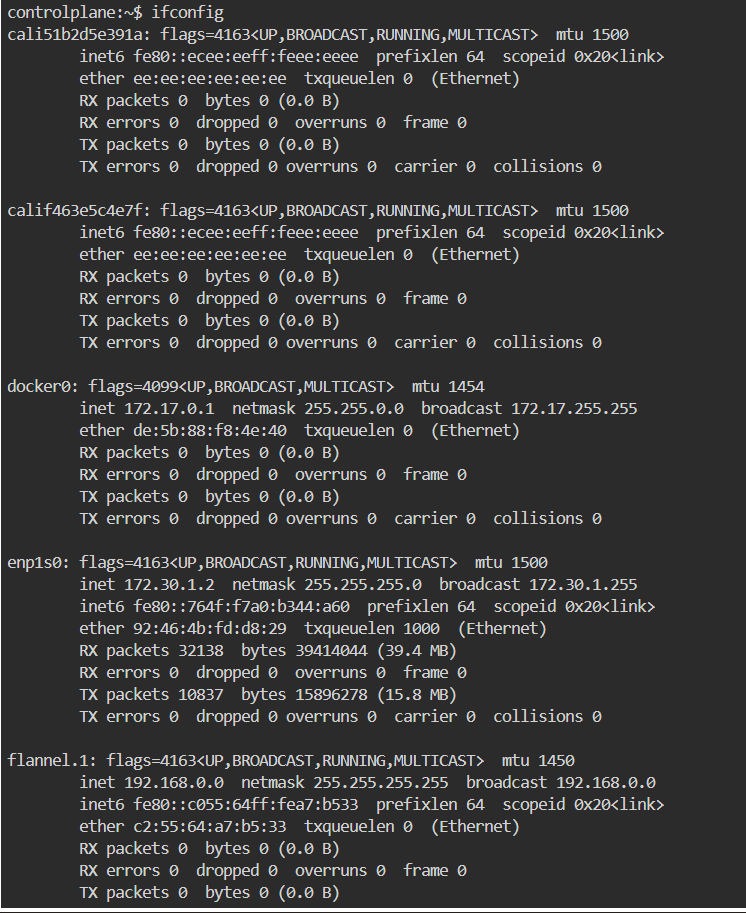 controlplane:~$ ifconfig
cali51b2d5e391a: flags=4163<UP,BROADCAST,RUNNING,MULTICAST>  mtu 1500
        inet6 fe80::ecee:eeff:feee:eeee  prefixlen 64  scopeid 0x20<link>
        ether ee:ee:ee:ee:ee:ee  txqueuelen 0  (Ethernet)
        RX packets 0  bytes 0 (0.0 B)
        RX errors 0  dropped 0  overruns 0  frame 0
        TX packets 0  bytes 0 (0.0 B)
        TX errors 0  dropped 0 overruns 0  carrier 0  collisions 0

calif463e5c4e7f: flags=4163<UP,BROADCAST,RUNNING,MULTICAST>  mtu 1500
        inet6 fe80::ecee:eeff:feee:eeee  prefixlen 64  scopeid 0x20<link>
        ether ee:ee:ee:ee:ee:ee  txqueuelen 0  (Ethernet)
        RX packets 0  bytes 0 (0.0 B)
        RX errors 0  dropped 0  overruns 0  frame 0
        TX packets 0  bytes 0 (0.0 B)
        TX errors 0  dropped 0 overruns 0  carrier 0  collisions 0

docker0: flags=4099<UP,BROADCAST,MULTICAST>  mtu 1454
        inet 172.17.0.1  netmask 255.255.0.0  broadcast 172.17.255.255
        ether de:5b:88:f8:4e:40  txqueuelen 0  (Ethernet)
        RX packets 0  bytes 0 (0.0 B)
        RX errors 0  dropped 0  overruns 0  frame 0
        TX packets 0  bytes 0 (0.0 B)
        TX errors 0  dropped 0 overruns 0  carrier 0  collisions 0

enp1s0: flags=4163<UP,BROADCAST,RUNNING,MULTICAST>  mtu 1500
        inet 172.30.1.2  netmask 255.255.255.0  broadcast 172.30.1.255
        inet6 fe80::764f:f7a0:b344:a60  prefixlen 64  scopeid 0x20<link>
        ether 92:46:4b:fd:d8:29  txqueuelen 1000  (Ethernet)
        RX packets 32138  bytes 39414044 (39.4 MB)
        RX errors 0  dropped 0  overruns 0  frame 0
        TX packets 10837  bytes 15896278 (15.8 MB)
        TX errors 0  dropped 0 overruns 0  carrier 0  collisions 0

flannel.1: flags=4163<UP,BROADCAST,RUNNING,MULTICAST>  mtu 1450
        inet 192.168.0.0  netmask 255.255.255.255  broadcast 192.168.0.0
        inet6 fe80::c055:64ff:fea7:b533  prefixlen 64  scopeid 0x20<link>
        ether c2:55:64:a7:b5:33  txqueuelen 0  (Ethernet)
        RX packets 0  bytes 0 (0.0 B)
        RX errors 0  dropped 0  overruns 0  frame 0
        TX packets 0  bytes 0 (0.0 B)